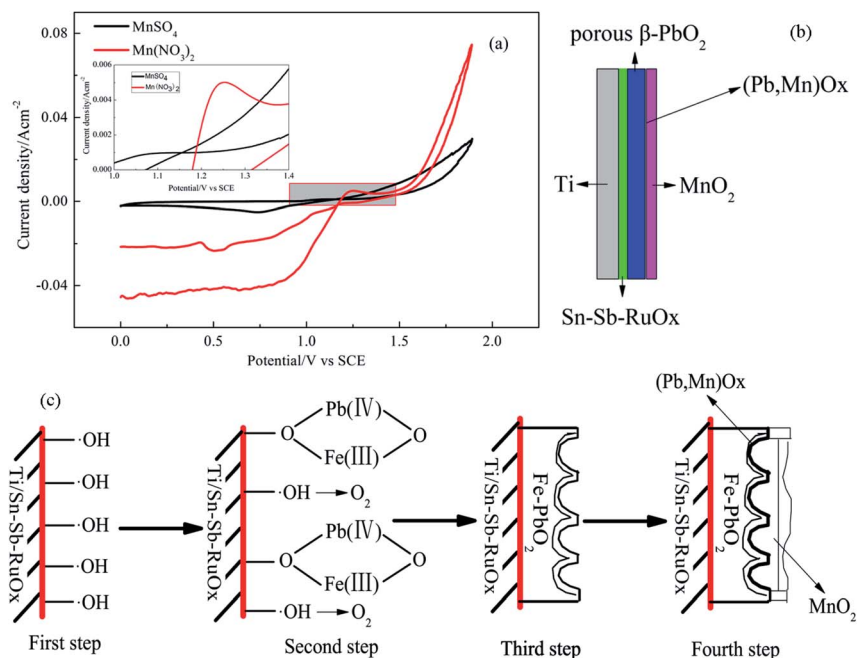 MnSO4
Mn(NO3)2
(a)
0.08
0.04
0.00
-0.04
Current density/Acm-2
0.0
0.5
1.0
1.5
2.0
Potential/V vs SCE
MnSO4
Mn(NO3)2
0.006
0.004
0.002
0.000
Current density/Acm-2
1.0
1.1
1.2
1.3
1.4
Potential/V vs SCE
(b)
porous β-PbO2
(Pb,Mn)Ox
Ti
MnO2
Sn-Sb-RuOx
(c)
Ti/Sn-Sb-RuOx
·OH
·OH
·OH
·OH
·OH
First step
Ti/Sn-Sb-RuOx
Pb(IV)
O
O
Fe(III)
·OH→O2
Pb(IV)
O
O
Fe(III)
·OH→O2
Second step
Ti/Sn-Sb-RuOx
Fe-PbO2
Third step
(Pb,Mn)Ox
Ti/Sn-Sb-RuOx
Fe-PbO2
MnO2
Fourth step